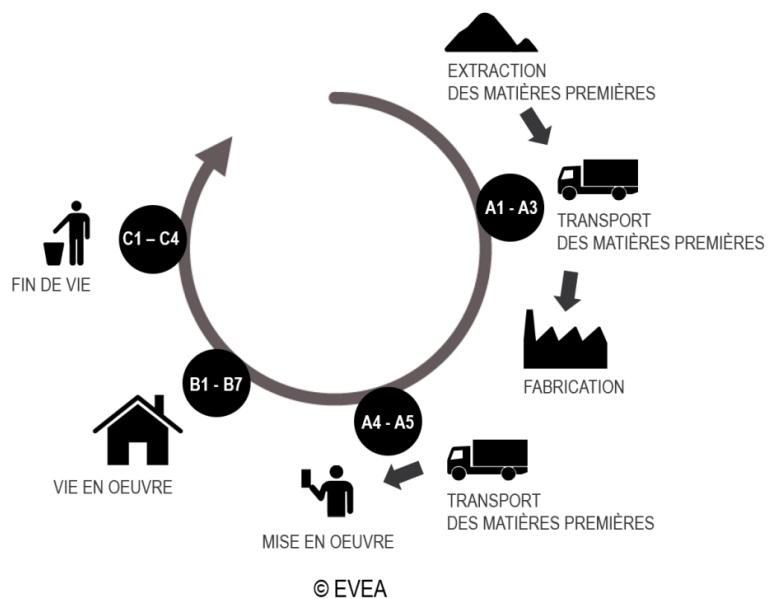 EXTRACTION
DES MATIÈRES PREMIÈRES
A1 - A3
TRANSPORT
DES MATIÈRES PREMIÈRES
FABRICATION
A4 - A5
TRANSPORT
DES MATIÈRES PREMIÈRES
MISE EN OEUVRE
B1 - B7
VIE EN OEUVRE
C1 – C4
FIN DE VIE
© EVEA